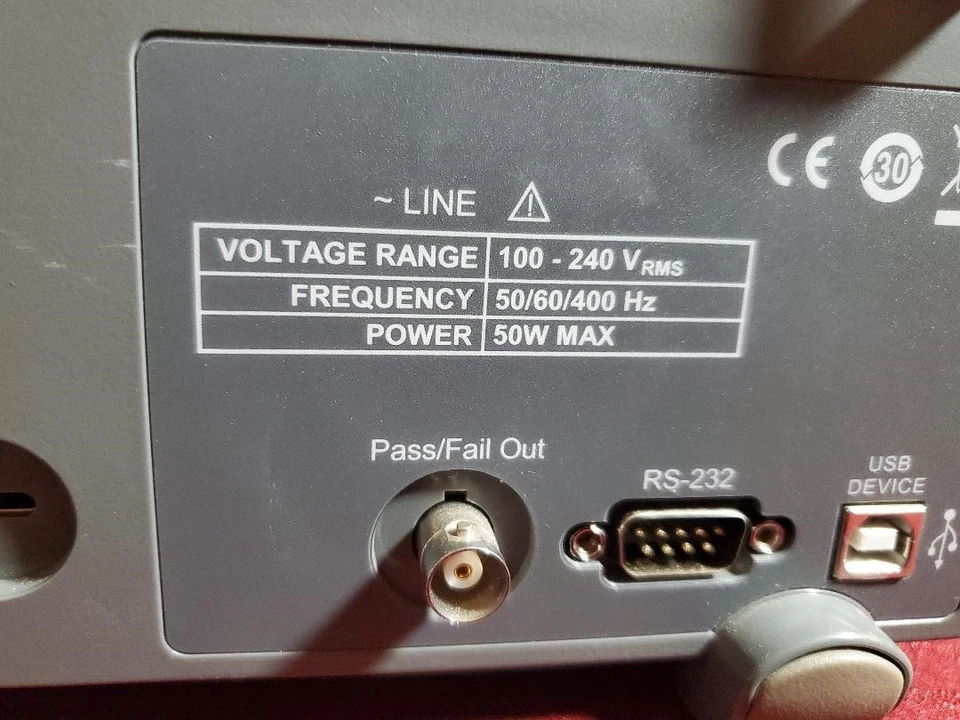 ~ LINE
VOLTAGE RANGE 100 - 240 VRMS
FREQUENCY 50/60/400 Hz
POWER 50W MAX
CE 30
Pass/Fail Out
RS-232
USB
DEVICE